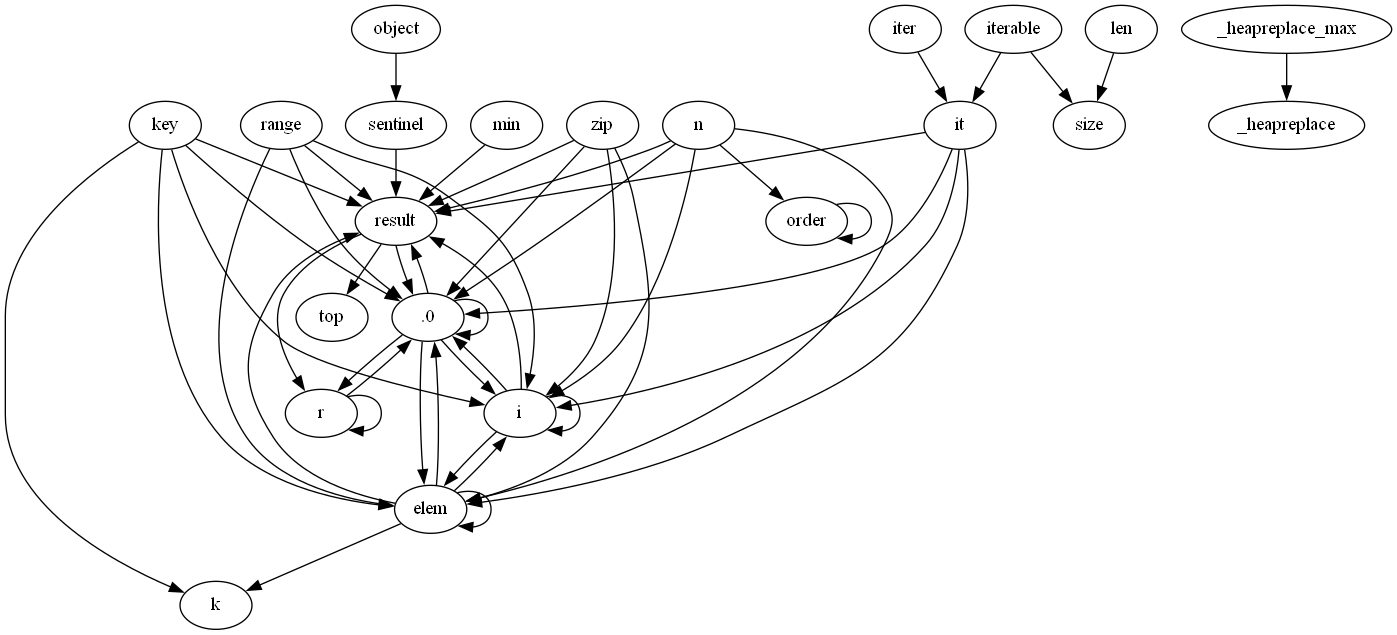 object
iter
iterable
len
_heapreplace_max
key
range
sentinel
min
zip
n
it
size
_heapreplace
result
order
top
.0
r
i
elem
k